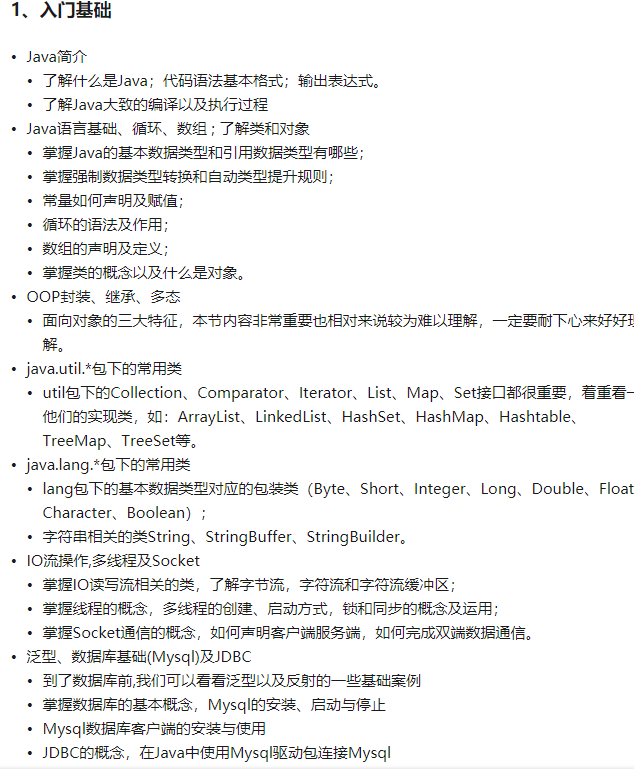 1、入门基础
Java简介
了解什么是Java；代码语法基本格式；输出表达式。
了解Java大致的编译以及执行过程
Java语言基础、循环、数组 ; 了解类和对象
掌握Java的基本数据类型和引用数据类型有哪些；
掌握强制数据类型转换和自动类型提升规则；
常量如何声明及赋值；
循环的语法及作用；
数组的声明及定义；
掌握类的概念以及什么是对象。
OOP封装、继承、多态
面向对象的三大特征，本节内容非常重要也相对来说较为难以理解，一定要耐下心来好好理
解。
java.util.*包下的常用类
util包下的Collection、Comparator、Iterator、List、Map、Set接口都很重要，着重看一
他们的实现类，如：ArrayList、LinkedList、HashSet、HashMap、Hashtable、
TreeMap、TreeSet等。
java.lang.*包下的常用类
lang包下的基本数据类型对应的包装类（Byte、Short、Integer、Long、Double、Float
Character、Boolean）；
字符串相关的类String、StringBuffer、StringBuilder。
IO流操作,多线程及Socket
掌握IO读写流相关的类，了解字节流，字符流和字符流缓冲区；
掌握线程的概念，多线程的创建、启动方式，锁和同步的概念及运用；
掌握Socket通信的概念，如何声明客户端服务端，如何完成双端数据通信。
泛型、数据库基础(Mysql)及JDBC
到了数据库前,我们可以看看泛型以及反射的一些基础案例
掌握数据库的基本概念，Mysql的安装、启动与停止
Mysql数据库客户端的安装与使用
JDBC的概念，在Java中使用Mysql驱动包连接Mysql